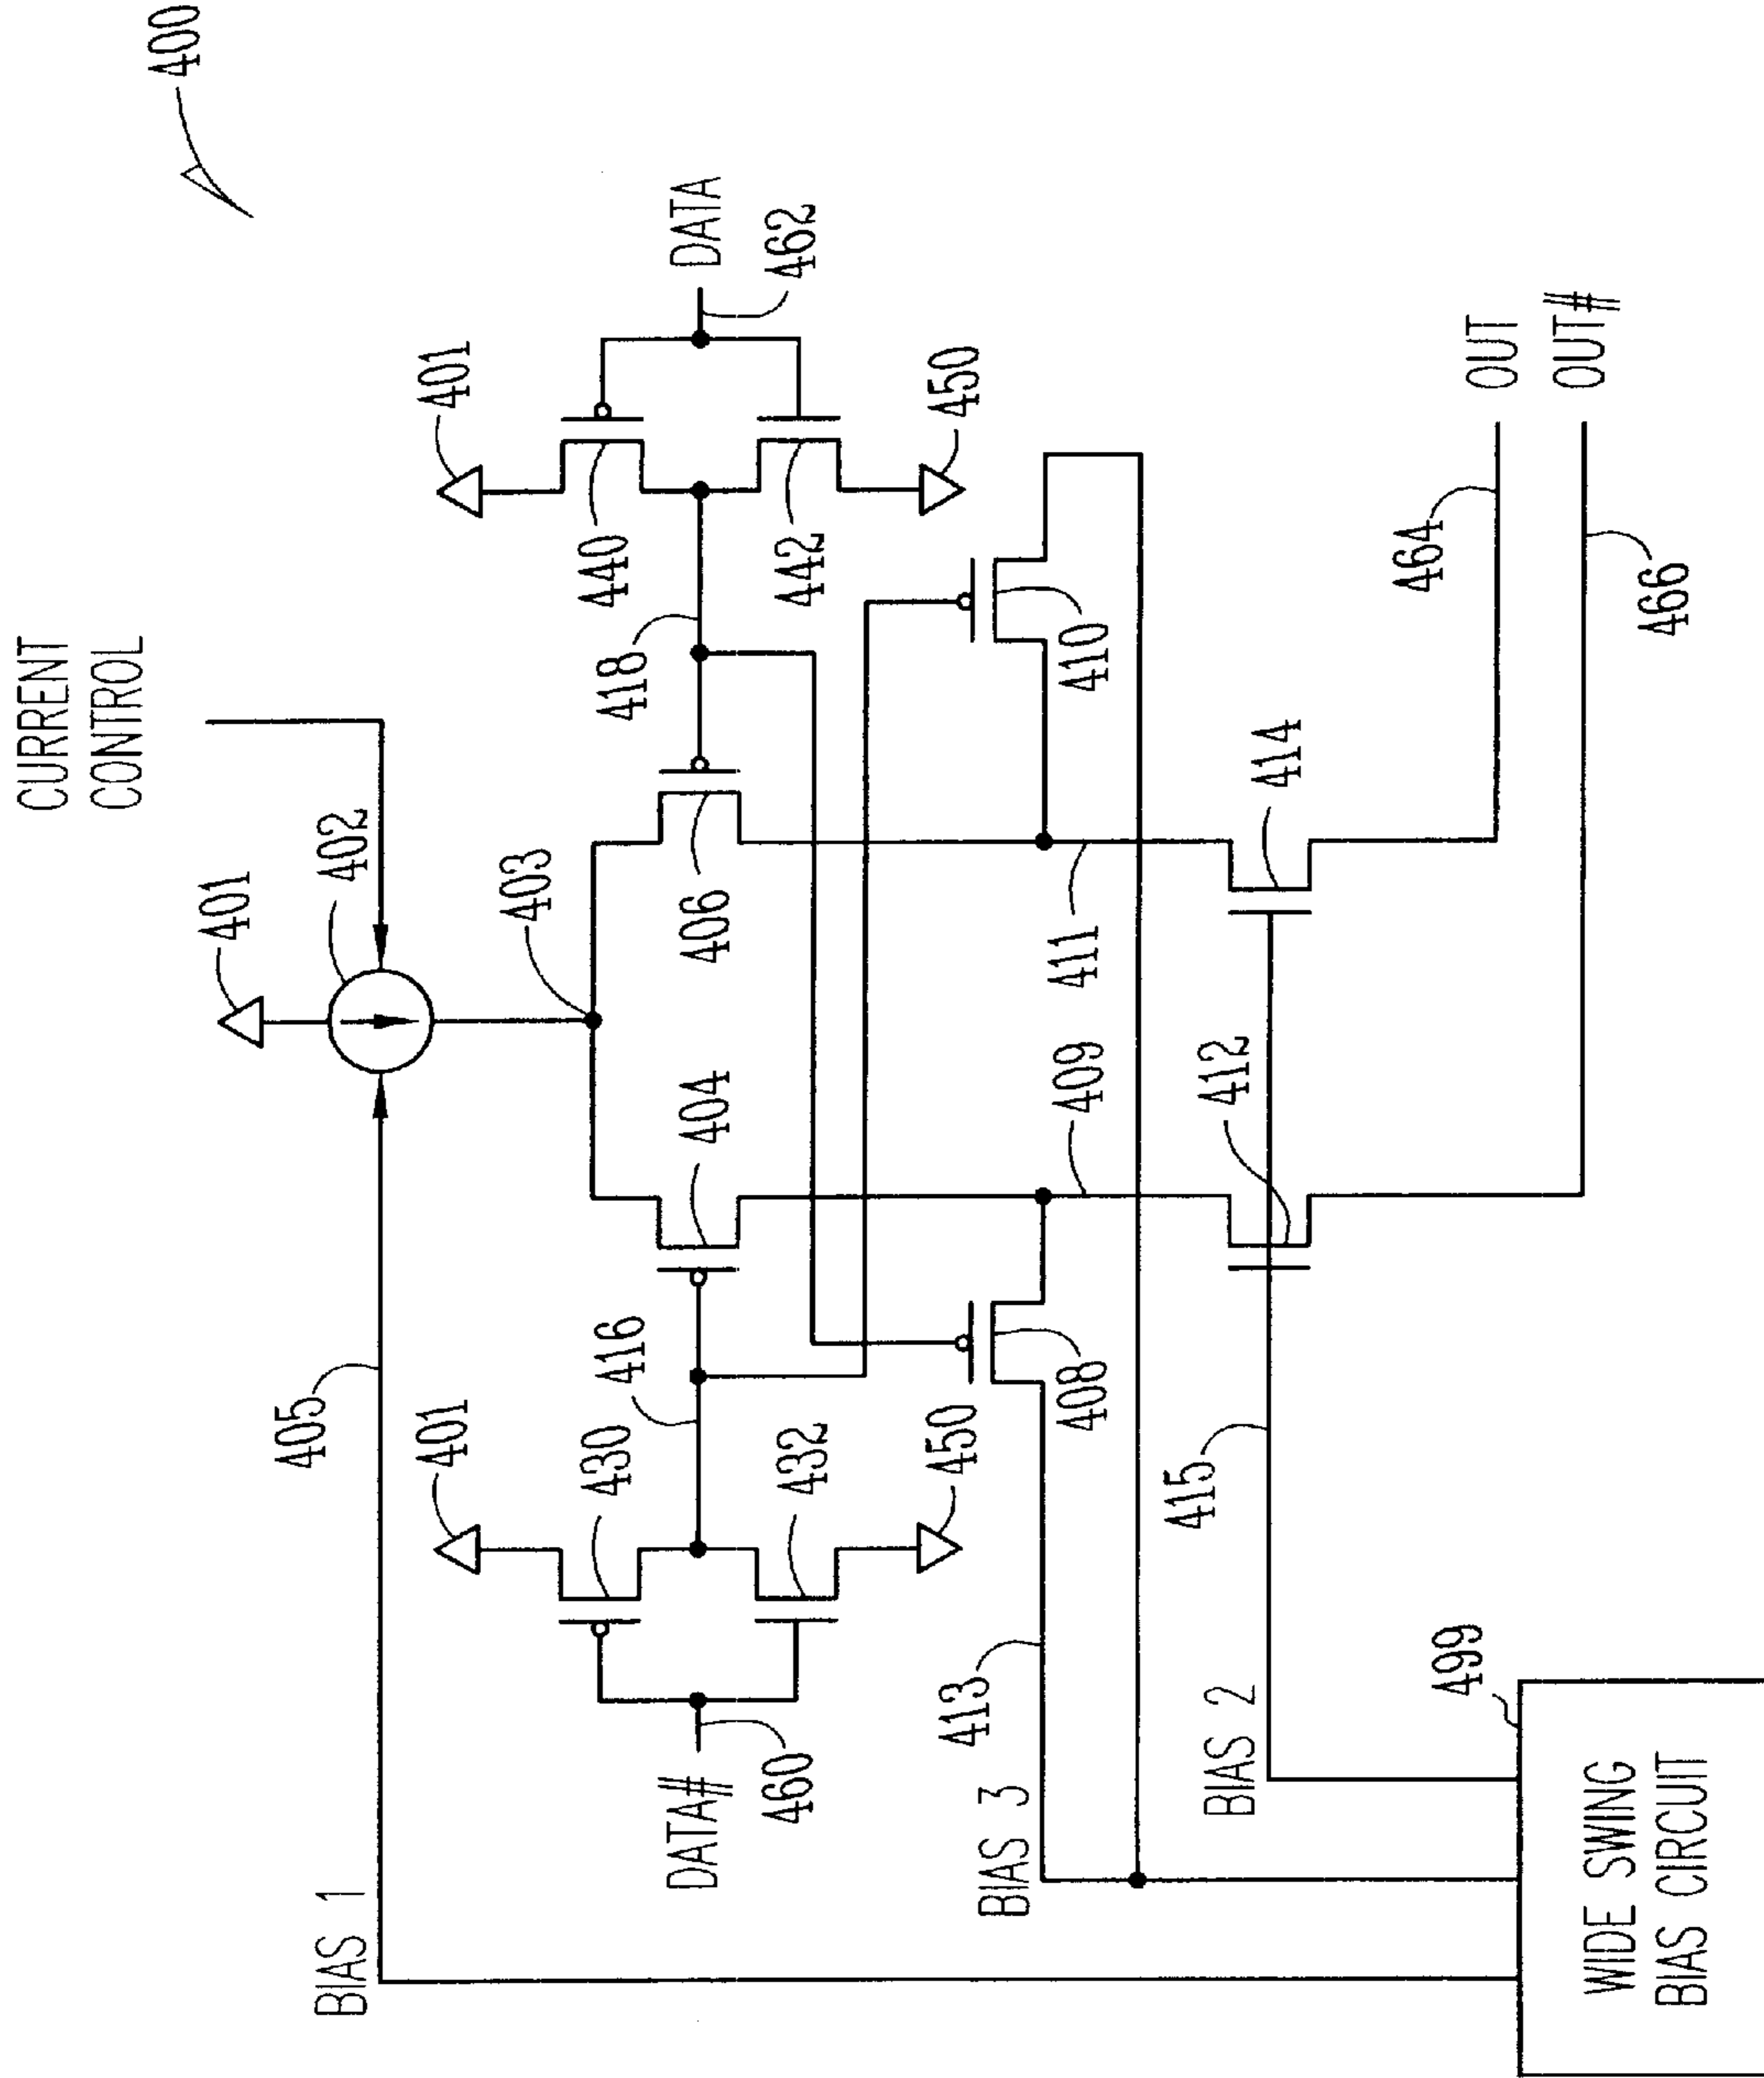 400
CURRENT
CONTROL
401
402
403
405
BIAS 1
401
430
416
404
406
418
440
401
DATA
462
DATA#
460
432
450
442
450
408
410
413
BIAS 3
409
411
415
BIAS 2
412
414
464
OUT
466
OUT#
499
WIDE SWING
BIAS CIRCUIT